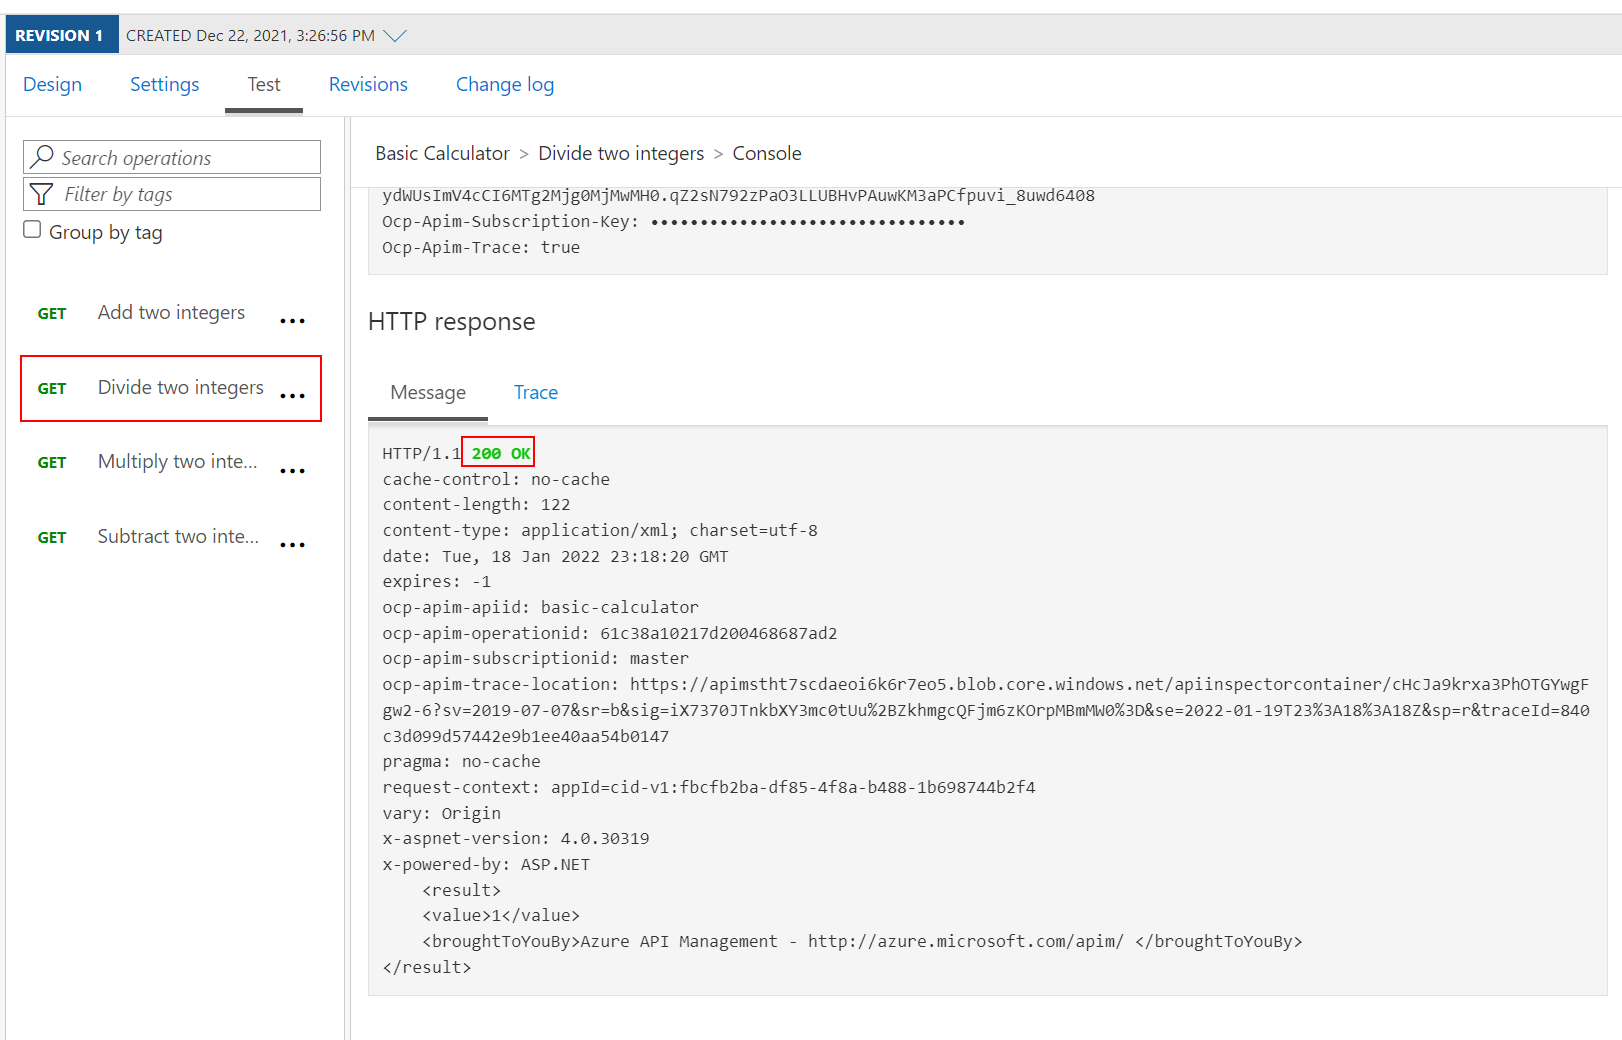 REVISION 1 CREATED Dec 22, 2021, 3:26:56 PM
Design Settings Test Revisions Change log
Search operations
Filter by tags
Group by tag
GET Add two integers ...
GET Divide two integers ...
GET Multiply two inte... ...
GET Subtract two inte... ...
Basic Calculator > Divide two integers > Console
ydWUsImV4cCI6MTg2Mjg0MjMwMH0.qZ2sN792zPaO3LLUBHvPAuwKM3aPCfpuvi_8uwd6408
Ocp-Apim-Subscription-Key: ••••••••••••••••••••••••••••••••
Ocp-Apim-Trace: true
HTTP response
Message Trace
HTTP/1.1 200 OK
cache-control: no-cache
content-length: 122
content-type: application/xml; charset=utf-8
date: Tue, 18 Jan 2022 23:18:20 GMT
expires: -1
ocp-apim-apiid: basic-calculator
ocp-apim-operationid: 61c38a10217d200468687ad2
ocp-apim-subscriptionid: master
ocp-apim-trace-location: https://apimstht7scdaeoi6k6r7eo5.blob.core.windows.net/apiinspectorcontainer/cHcJa9krxa3PhOTGYwgF
gw2-6?sv=2019-07-07&sr=b&sig=iX7370JTnkbXY3mc0tUu%2BZkhmgcQFjm6zKOrpMBmMW0%3D&se=2022-01-19T23%3A18%3A18Z&sp=r&traceId=840
c3d099d57442e9b1ee40aa54b0147
pragma: no-cache
request-context: appId=cid-v1:fbcfb2ba-df85-4f8a-b488-1b698744b2f4
vary: Origin
x-aspnet-version: 4.0.30319
x-powered-by: ASP.NET
<result>
<value>1</value>
<broughtToYouBy>Azure API Management - http://azure.microsoft.com/apim/ </broughtToYouBy>
</result>